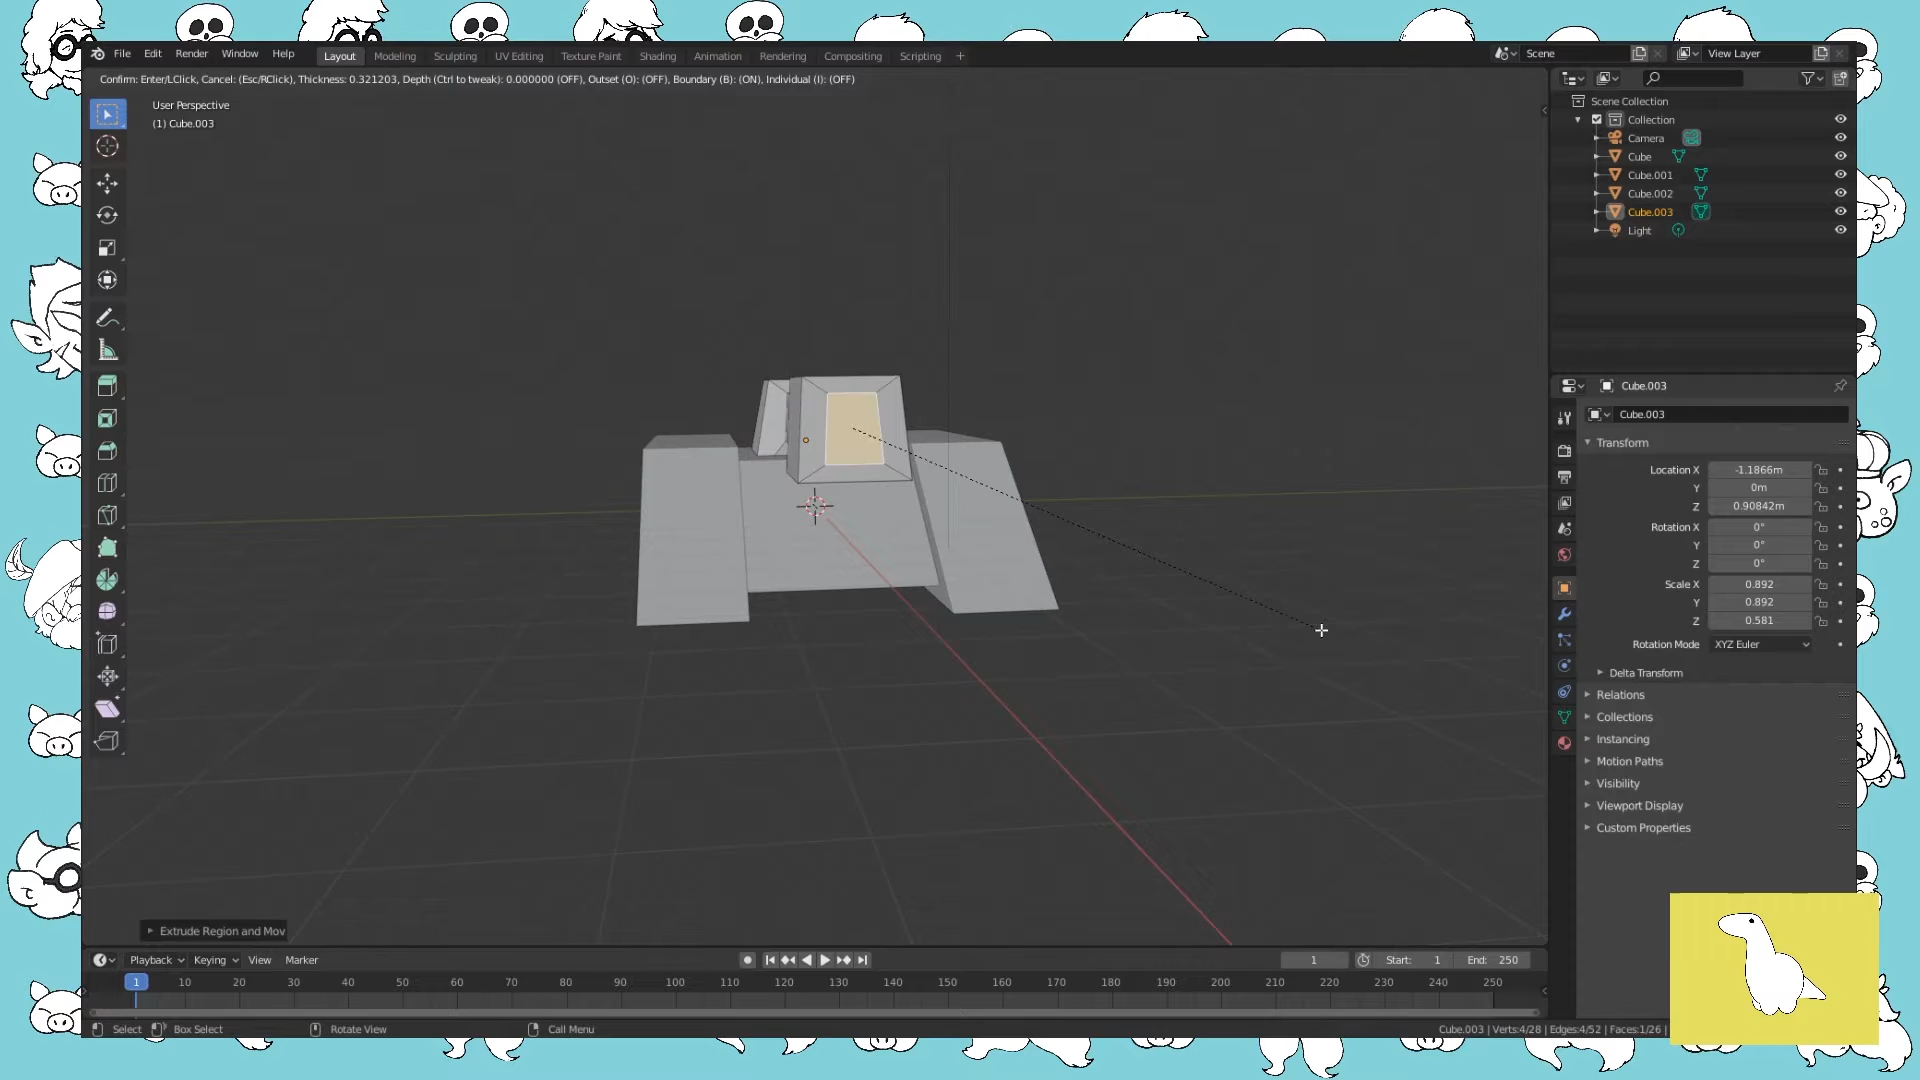 File Edit Render Window Help Layout Modeling Sculpting UV Editing Texture Paint Shading Animation Rendering Compositing Scripting + Scene View Layer
Confirm: Enter/LClick, Cancel: (Esc/RClick), Thickness: 0.321203, Depth (Ctrl to tweak): 0.000000 (OFF), Outset (O): (OFF), Boundary (B): (ON), Individual (I): (OFF)
User Perspective
(1) Cube.003
Scene Collection
Collection
Camera
Cube
Cube.001
Cube.002
Cube.003
Light
Cube.003
Cube.003
Transform
Location X -1.1866m
Y 0m
Z 0.90842m
Rotation X 0°
Y 0°
Z 0°
Scale X 0.892
Y 0.892
Z 0.581
Rotation Mode XYZ Euler
Delta Transform
Relations
Collections
Instancing
Motion Paths
Visibility
Viewport Display
Custom Properties
Extrude Region and Mov
Playback Keying View Marker 1 Start: 1 End: 250
1 10 20 30 40 50 60 70 80 90 100 110 120 130 140 150 160 170 180 190 200 210 220 230 240 250
Select Box Select Rotate View Call Menu Cube.003 | Verts:4/28 | Edges:4/52 | Faces:1/26 |